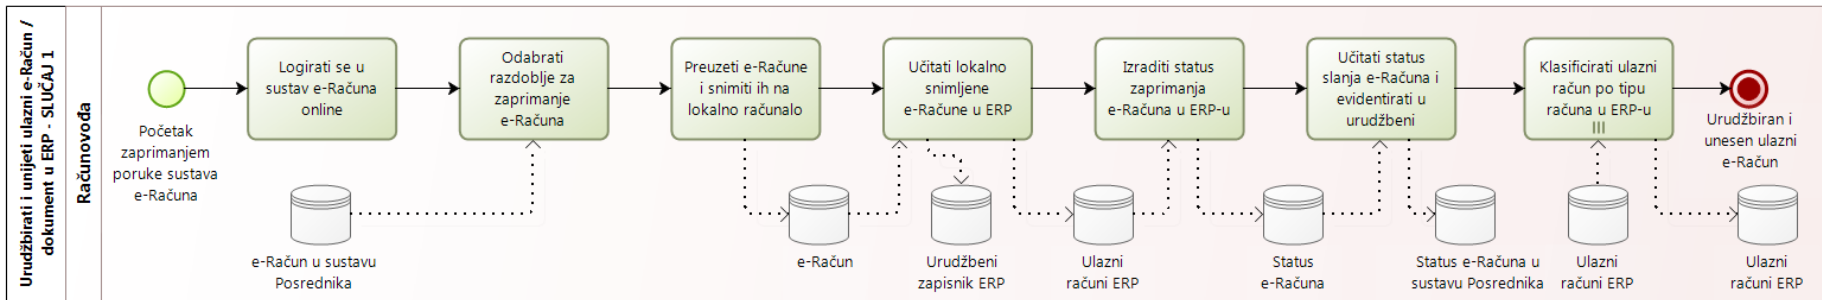 Urudžbirati i unijeti ulazni e-Račun /
dokument u ERP - SLUČAJ 1
Računovođa
Početak
zaprimanjem
poruke sustava
e-Računa
Logirati se u
sustav e-Računa
online
Odabrati
razdoblje za
zaprimanje
e-Računa
Preuzeti e-Račune
i snimiti ih na
lokalno računalo
Učitati lokalno
snimljene
e-Račune u ERP
Izraditi status
zaprimanja
e-Računa u ERP-u
Učitati status
slanja e-Računa i
evidentirati u
urudžbeni
Klasificirati ulazni
račun po tipu
računa u ERP-u
Urudžbiran i
unesen ulazni
e-Račun
e-Račun u sustavu
Posrednika
e-Račun
Urudžbeni
zapisnik ERP
Ulazni
računi ERP
Status
e-Računa
Status e-Računa u
sustavu Posrednika
Ulazni
računi ERP
Ulazni
računi ERP